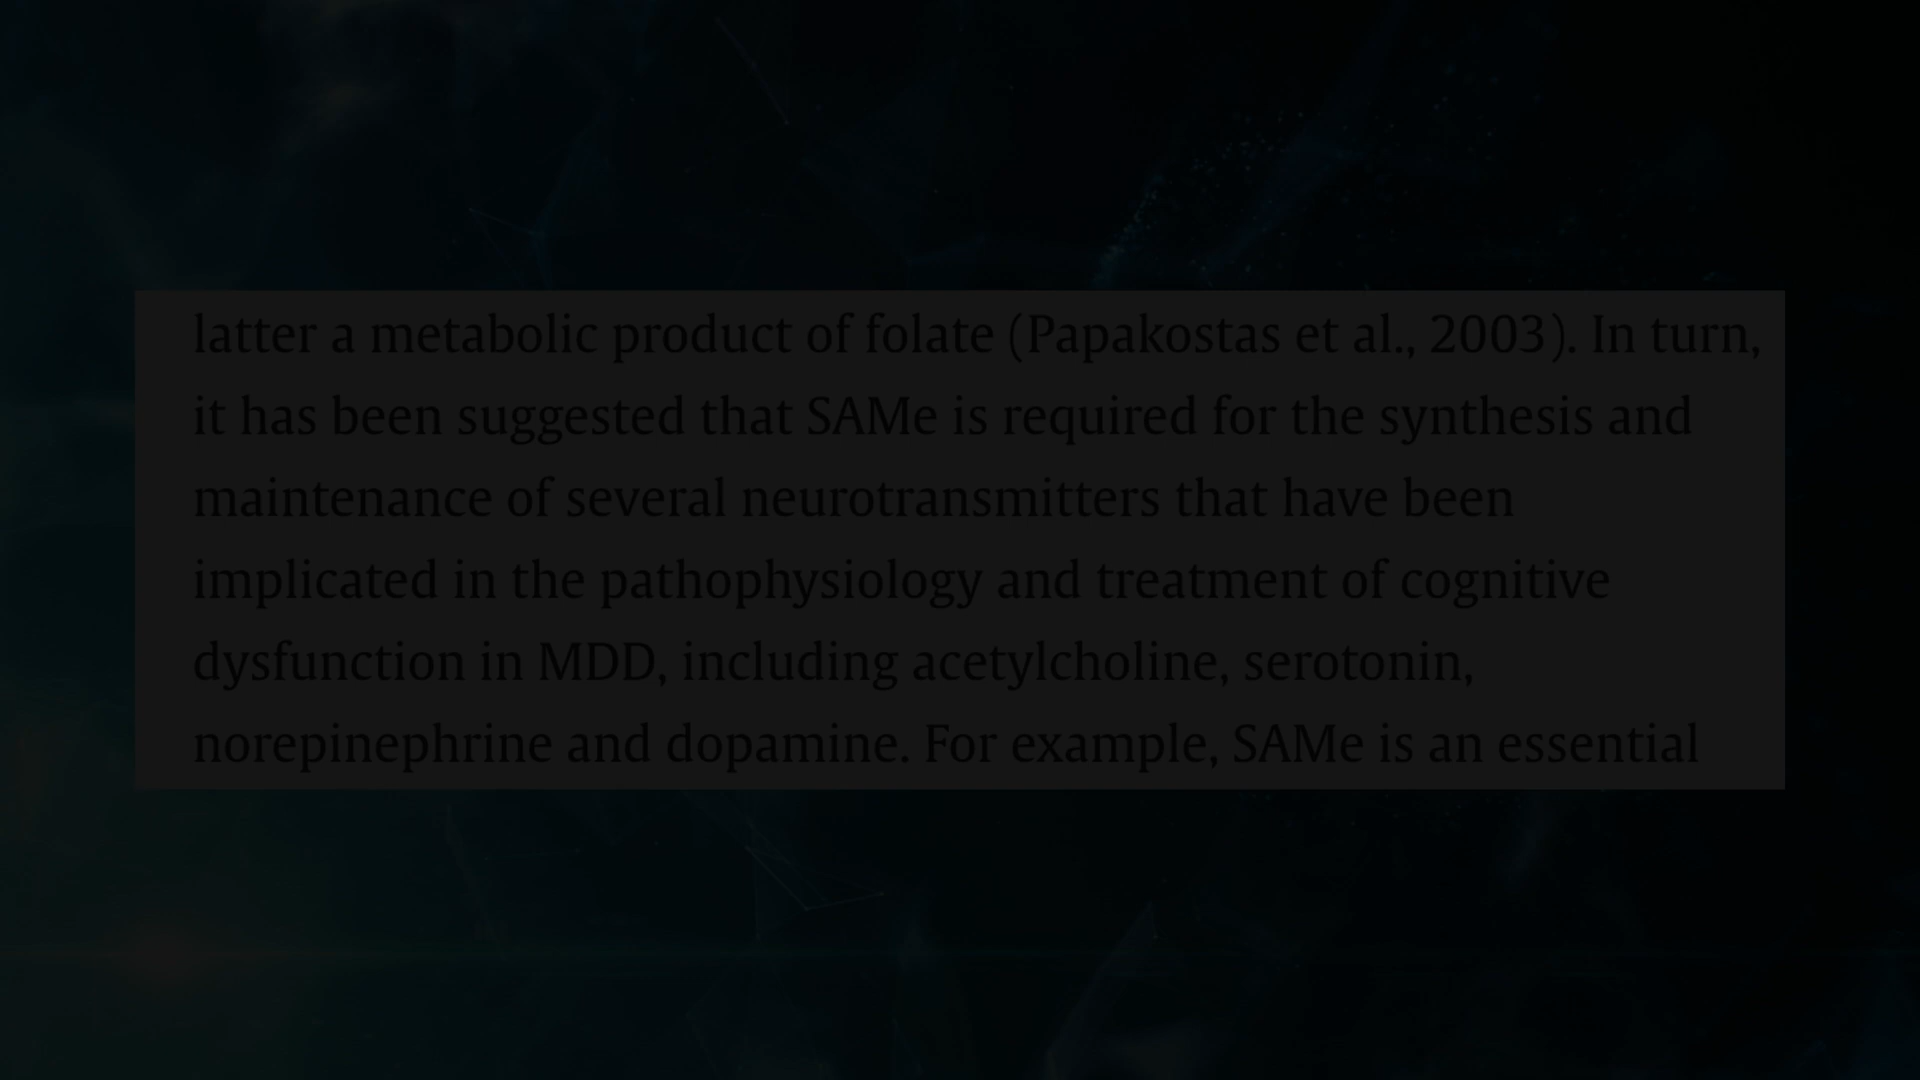 latter a metabolic product of folate (Papakostas et al., 2003). In turn,
it has been suggested that SAMe is required for the synthesis and
maintenance of several neurotransmitters that have been
implicated in the pathophysiology and treatment of cognitive
dysfunction in MDD, including acetylcholine, serotonin,
norepinephrine and dopamine. For example, SAMe is an essential